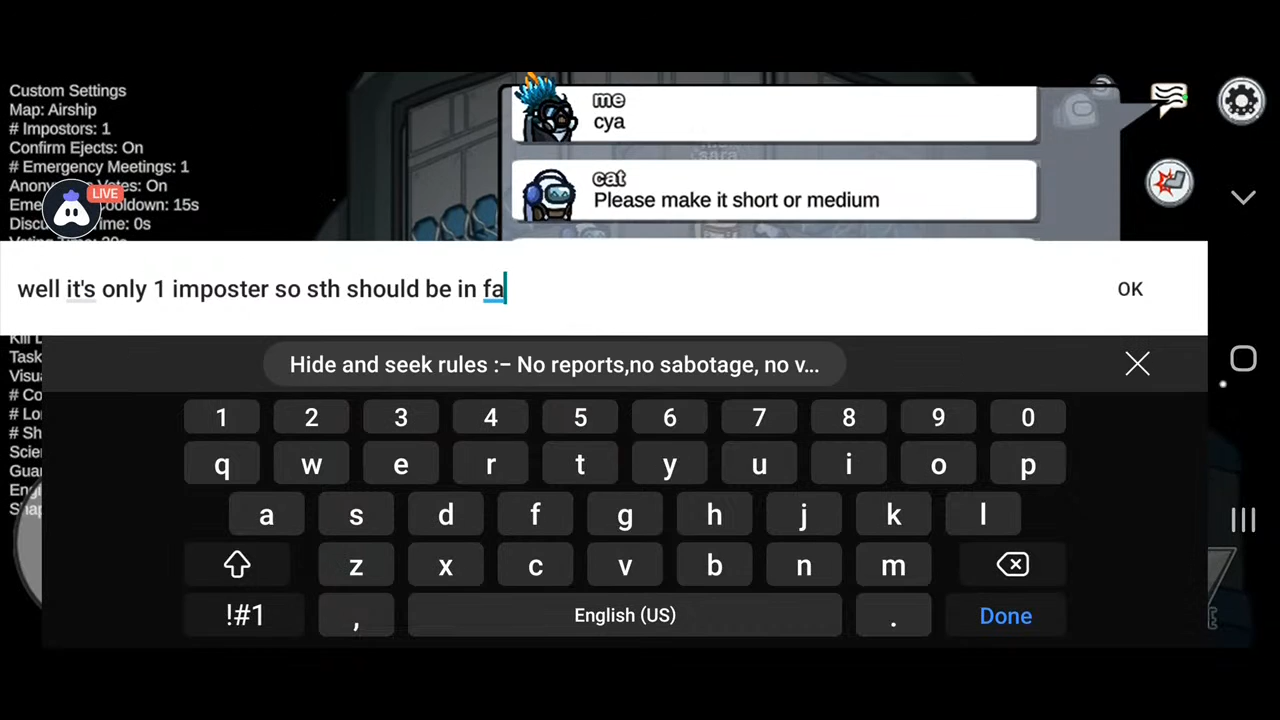 Custom Settings
Map: Airship
# Impostors: 1
Confirm Ejects: On
# Emergency Meetings: 1
Votes: On
LIVE
15s
0s
me
cya
cat
Please make it short or medium
well it's only 1 imposter so sth should be in fa
OK
Hide and seek rules :– No reports,no sabotage, no v...
Task
# Sh
1 2 3 4 5 6 7 8 9 0
q w e r t y u i o p
a s d f g h j k l
z x c v b n m
!#1 , English (US) . Done